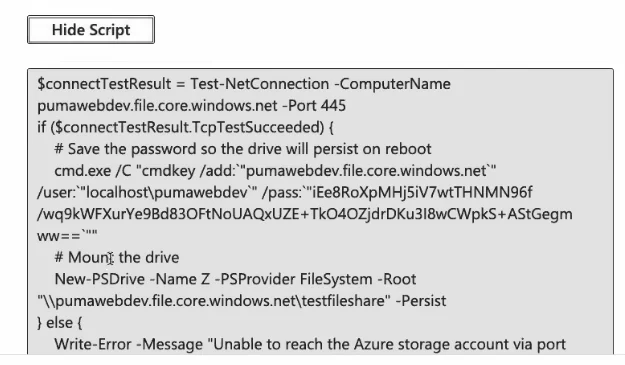 Hide Script
$connectTestResult = Test-NetConnection -ComputerName
pumawebdev.file.core.windows.net -Port 445
if ($connectTestResult.TcpTestSucceeded) {
# Save the password so the drive will persist on reboot
cmd.exe /C "cmdkey /add:`"pumawebdev.file.core.windows.net`"
/user:`"localhost\pumawebdev`" /pass:`"iEe8RoXpMHj5iV7wtTHNMN96f
/wq9kWFXurYe9Bd83OFtNoUAQxUZE+TkO4OZjdrDKu3I8wCWpkS+AStGegm
ww==`""
# Mount the drive
New-PSDrive -Name Z -PSProvider FileSystem -Root
"\\pumawebdev.file.core.windows.net\testfileshare" -Persist
} else {
Write-Error -Message "Unable to reach the Azure storage account via port